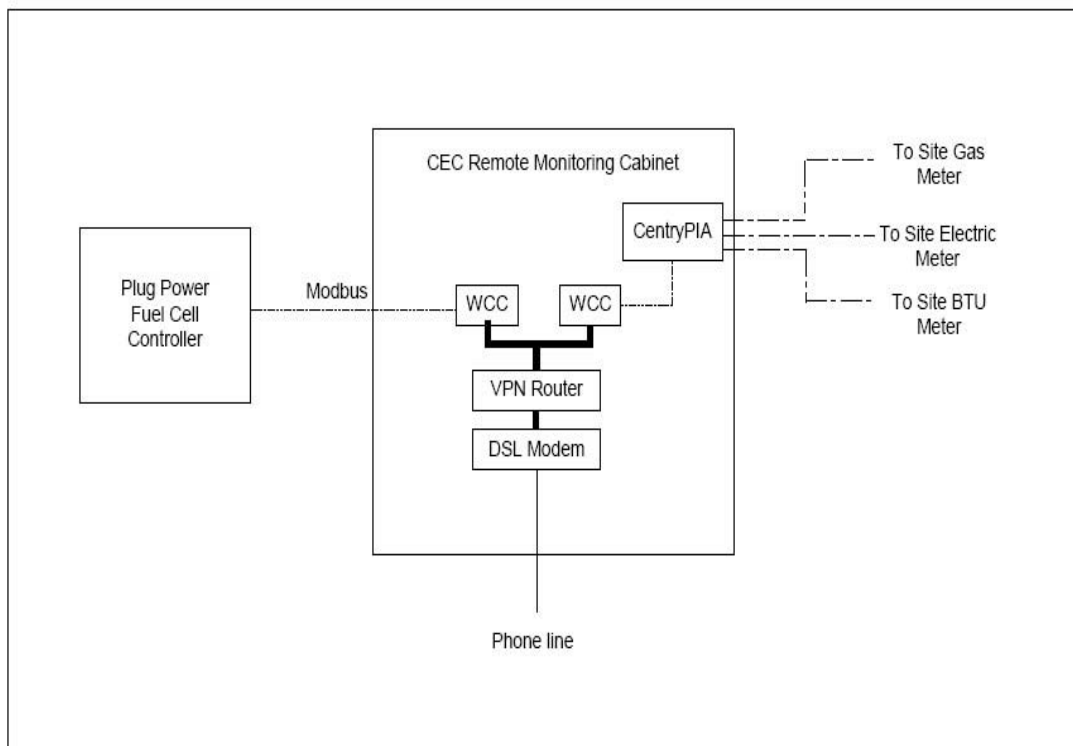 CEC Remote Monitoring Cabinet
To Site Gas
Meter
CentryPIA
To Site Electric
Meter
Plug Power
Fuel Cell
Controller
Modbus
WCC
WCC
To Site BTU
Meter
VPN Router
DSL Modem
Phone line